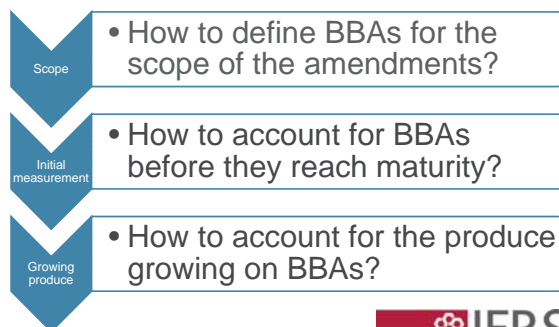 Scope
• How to define BBAs for the
scope of the amendments?
Initial
measurement
• How to account for BBAs
before they reach maturity?
Growing
produce
• How to account for the produce
growing on BBAs?